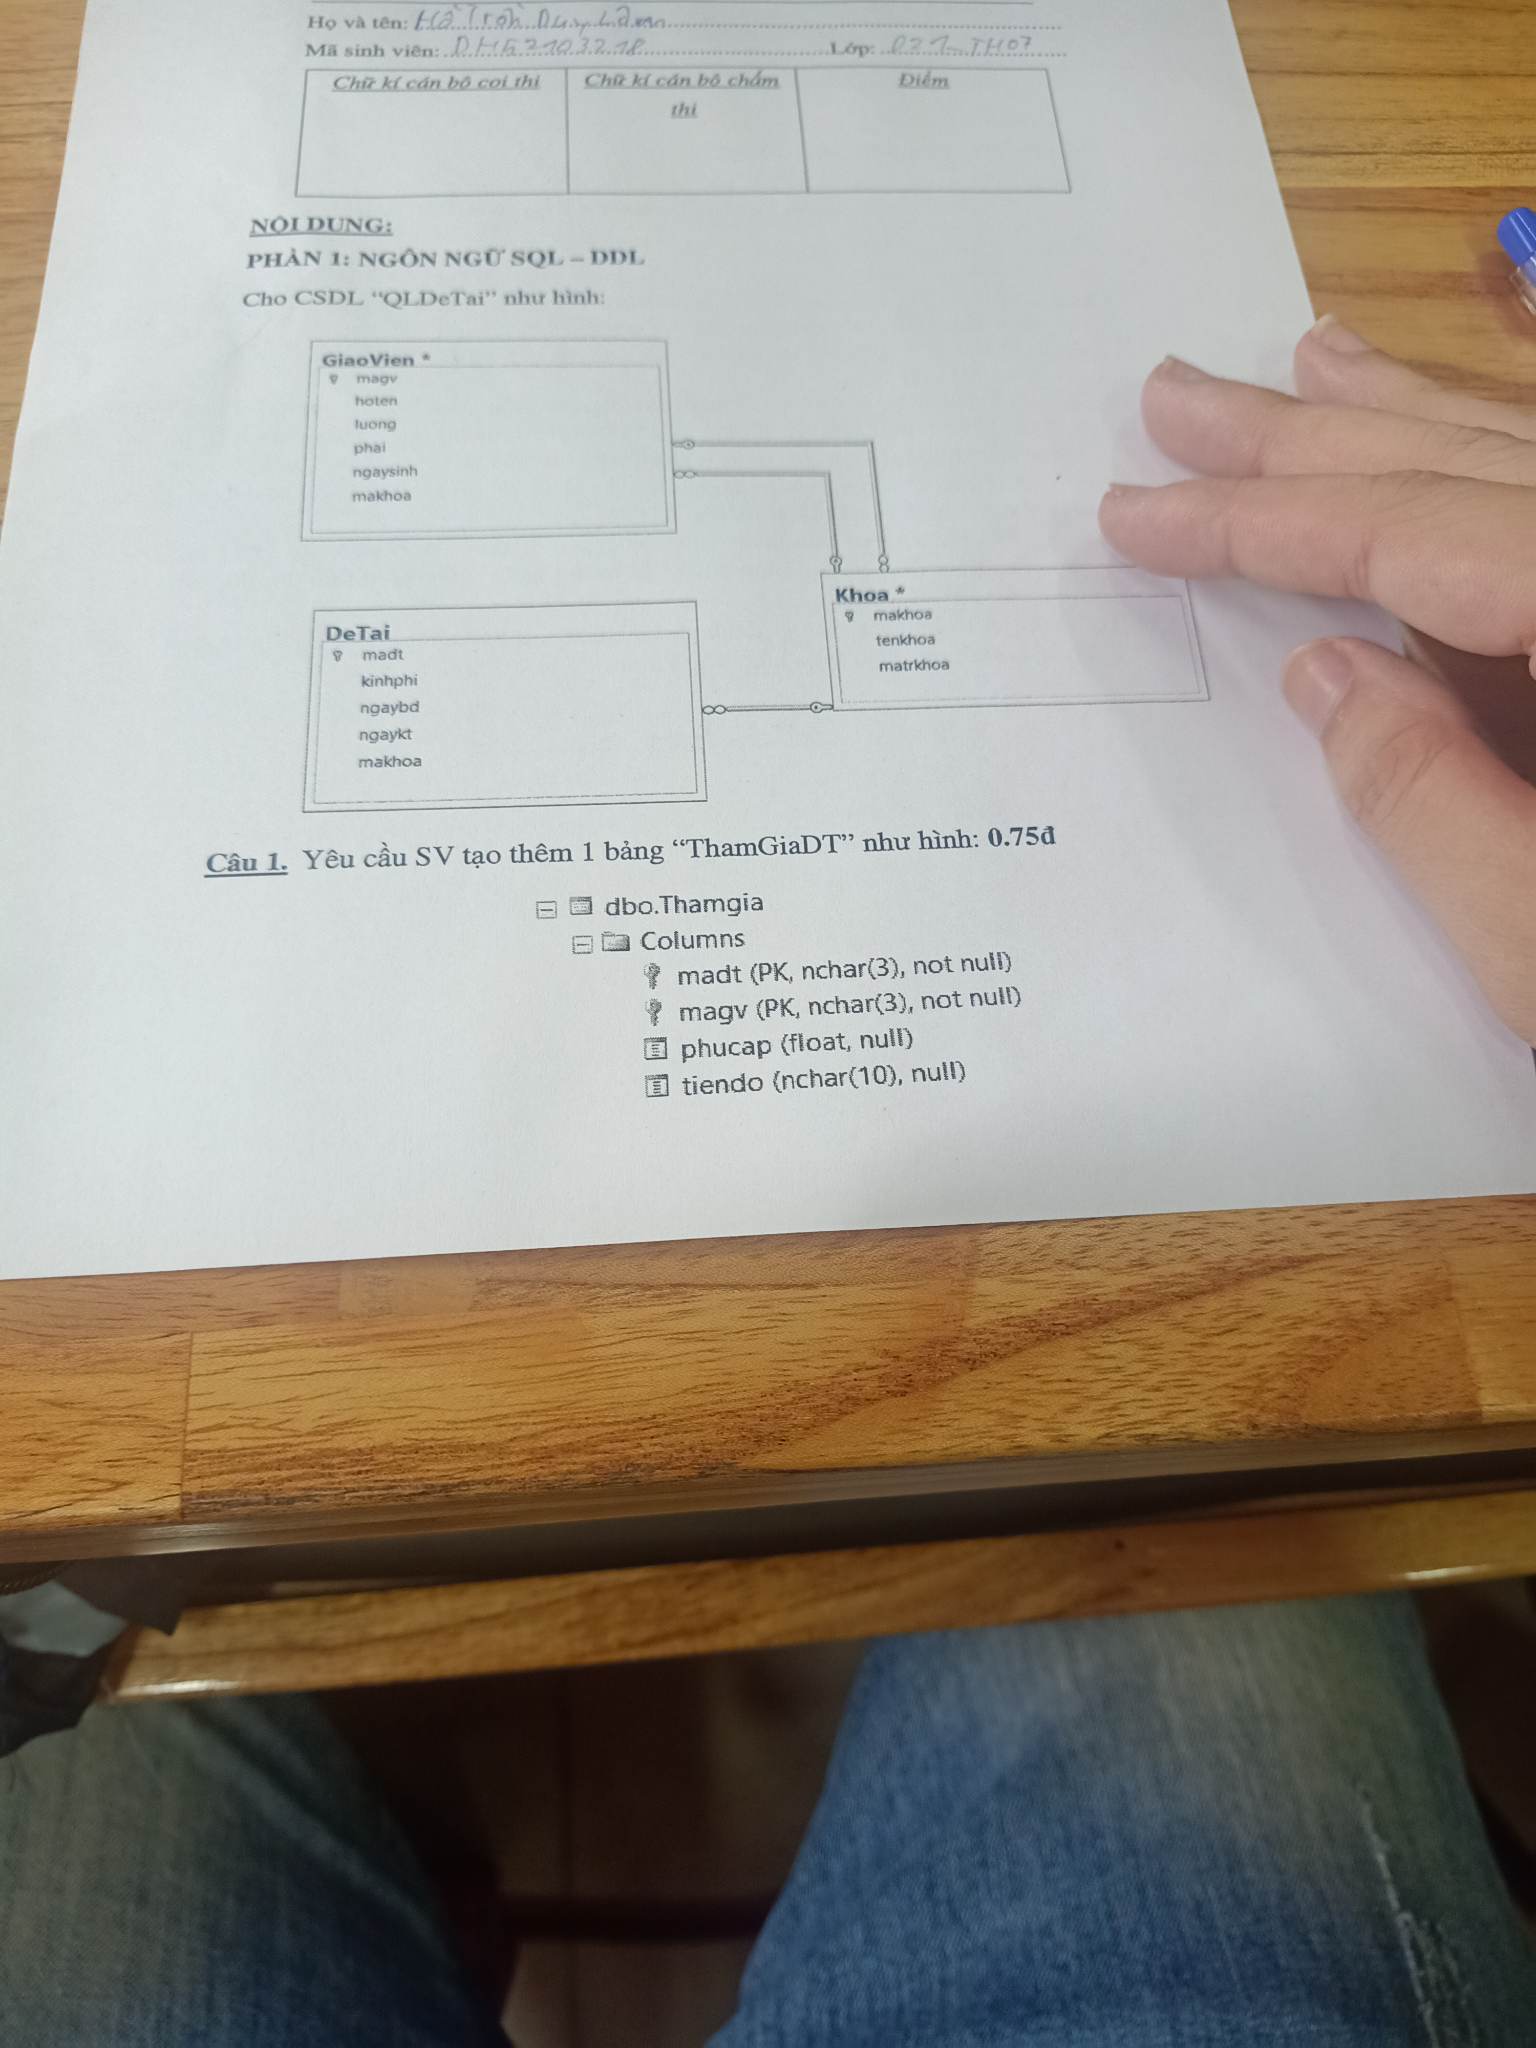 Họ và tên: Hồ Trần
Mã sinh viên: DH52103218 Lớp: D21_TH07
Chữ kí cán bộ coi thi
Chữ kí cán bộ chấm
thi
Điểm
NỘI DUNG:
PHẦN 1: NGÔN NGỮ SQL – DDL
Cho CSDL “QLDeTai” như hình:
GiaoVien *
magv
hoten
luong
phai
ngaysinh
makhoa
Khoa *
makhoa
tenkhoa
matrkhoa
DeTai
madt
kinhphi
ngaybd
ngaykt
makhoa
Câu 1. Yêu cầu SV tạo thêm 1 bảng “ThamGiaDT” như hình: 0.75đ
dbo.Thamgia
Columns
madt (PK, nchar(3), not null)
magv (PK, nchar(3), not null)
phucap (float, null)
tiendo (nchar(10), null)